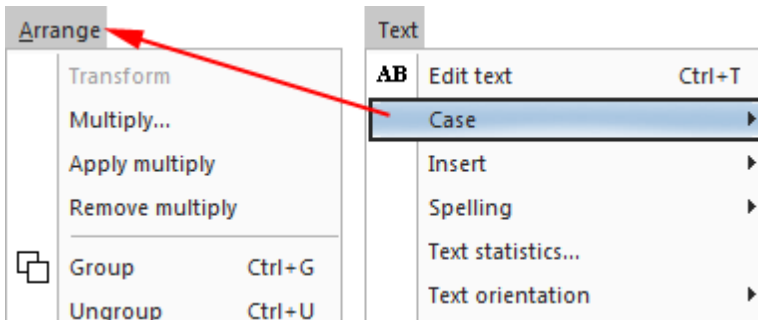 Arrange
Transform
Multiply...
Apply multiply
Remove multiply
Group Ctrl+G
Ungroup Ctrl+U
Text
AB Edit text Ctrl+T
Case
Insert
Spelling
Text statistics...
Text orientation